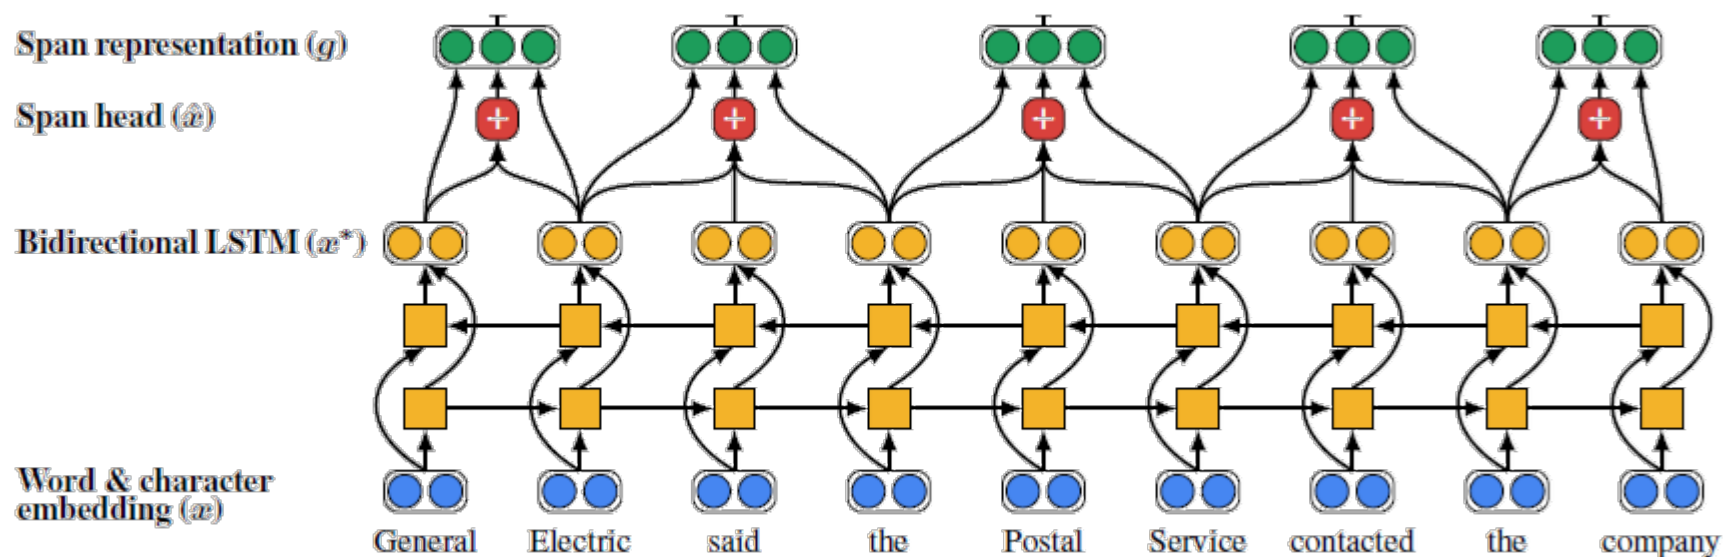 Span representation (g)
Span head (x̂)
+ + + + +
Bidirectional LSTM (x*)
Word & character
embedding (x)
General Electric said the Postal Service contacted the company